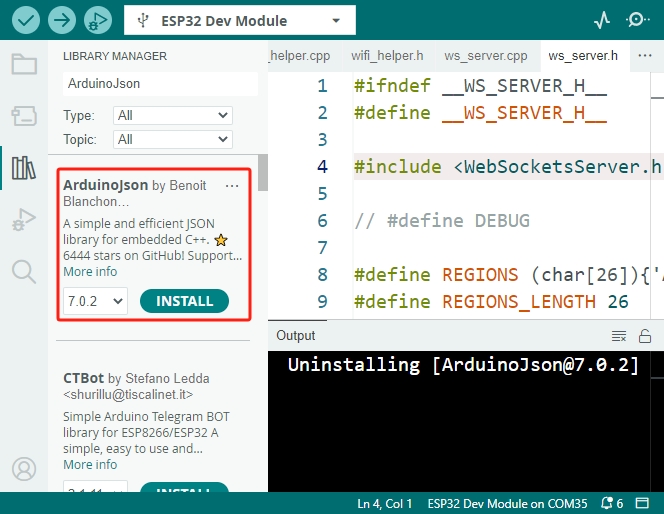 ESP32 Dev Module
LIBRARY MANAGER
ArduinoJson
Type: All
Topic: All
ArduinoJson by Benoit
Blanchon...
A simple and efficient JSON
library for embedded C++. ⭐
6444 stars on GitHub! Support...
More info
7.0.2 INSTALL
CTBot by Stefano Ledda
<shurillu@tiscalinet.it>
Simple Arduino Telegram BOT
library for ESP8266/ESP32 A
simple, easy to use and...
More info
INSTALL
_helper.cpp wifi_helper.h ws_server.cpp ws_server.h ...
1 #ifndef __WS_SERVER_H__
2 #define __WS_SERVER_H__
3
4 #include <WebSocketsServer.h
5
6 // #define DEBUG
7
8 #define REGIONS (char[26]){'
9 #define REGIONS_LENGTH 26
Output
Uninstalling [ArduinoJson@7.0.2]
Ln 4, Col 1 ESP32 Dev Module on COM35 6